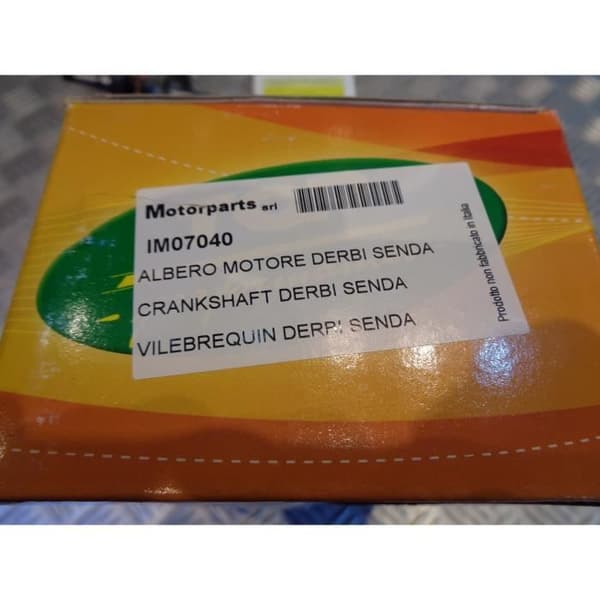 Motorparts srl
IM07040
ALBERO MOTORE DERBI SENDA
CRANKSHAFT DERBI SENDA
VILEBREQUIN DERBI SENDA
Prodotto non fabbricato in Italia